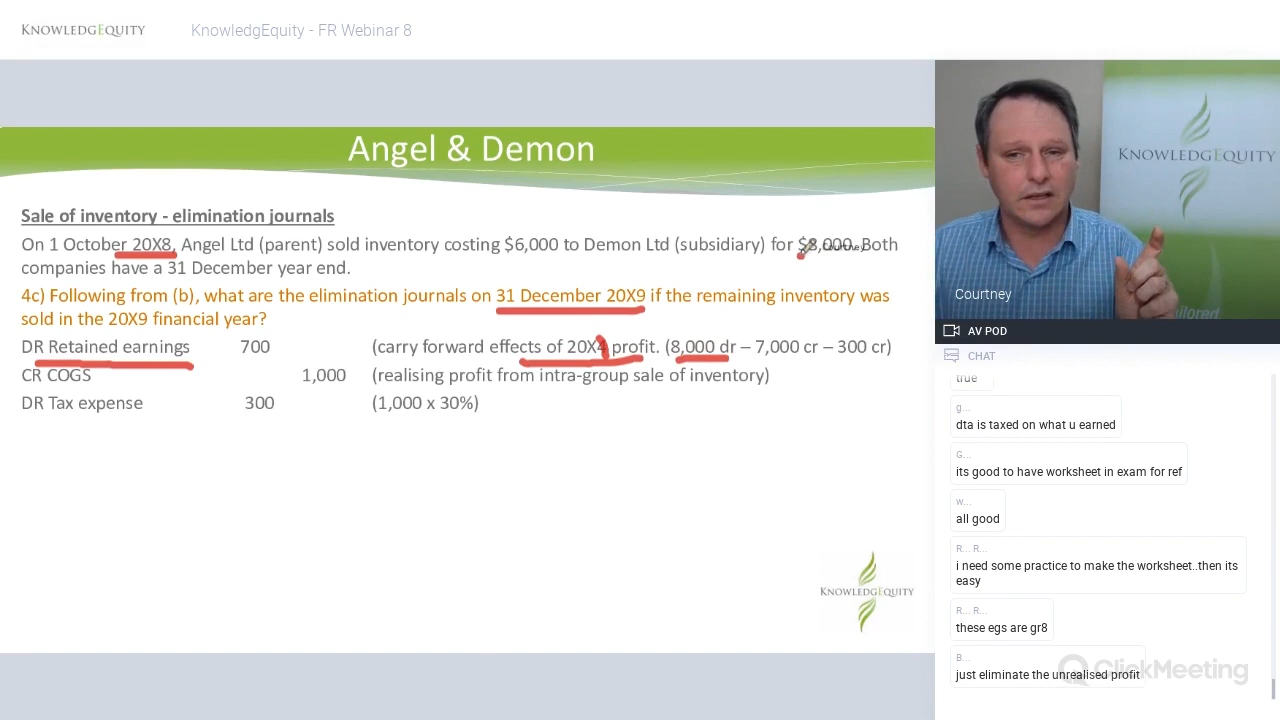 KNOWLEDGEQUITY
KnowledgEquity - FR Webinar 8
Angel & Demon
Sale of inventory - elimination journals
On 1 October 20X8, Angel Ltd (parent) sold inventory costing $6,000 to Demon Ltd (subsidiary) for $8,000. Both
companies have a 31 December year end.
4c) Following from (b), what are the elimination journals on 31 December 20X9 if the remaining inventory was
sold in the 20X9 financial year?
DR Retained earnings 700 (carry forward effects of 20X4 profit. (8,000 dr – 7,000 cr – 300 cr)
CR COGS 1,000 (realising profit from intra-group sale of inventory)
DR Tax expense 300 (1,000 x 30%)
KNOWLEDGEQUITY
KNOWLEDGEQUITY
Courtney
Courtney
AV POD
CHAT
true
g...
dta is taxed on what u earned
G...
its good to have worksheet in exam for ref
w...
all good
R... R...
i need some practice to make the worksheet..then its
easy
R... R...
these egs are gr8
B...
just eliminate the unrealised profit
ClickMeeting